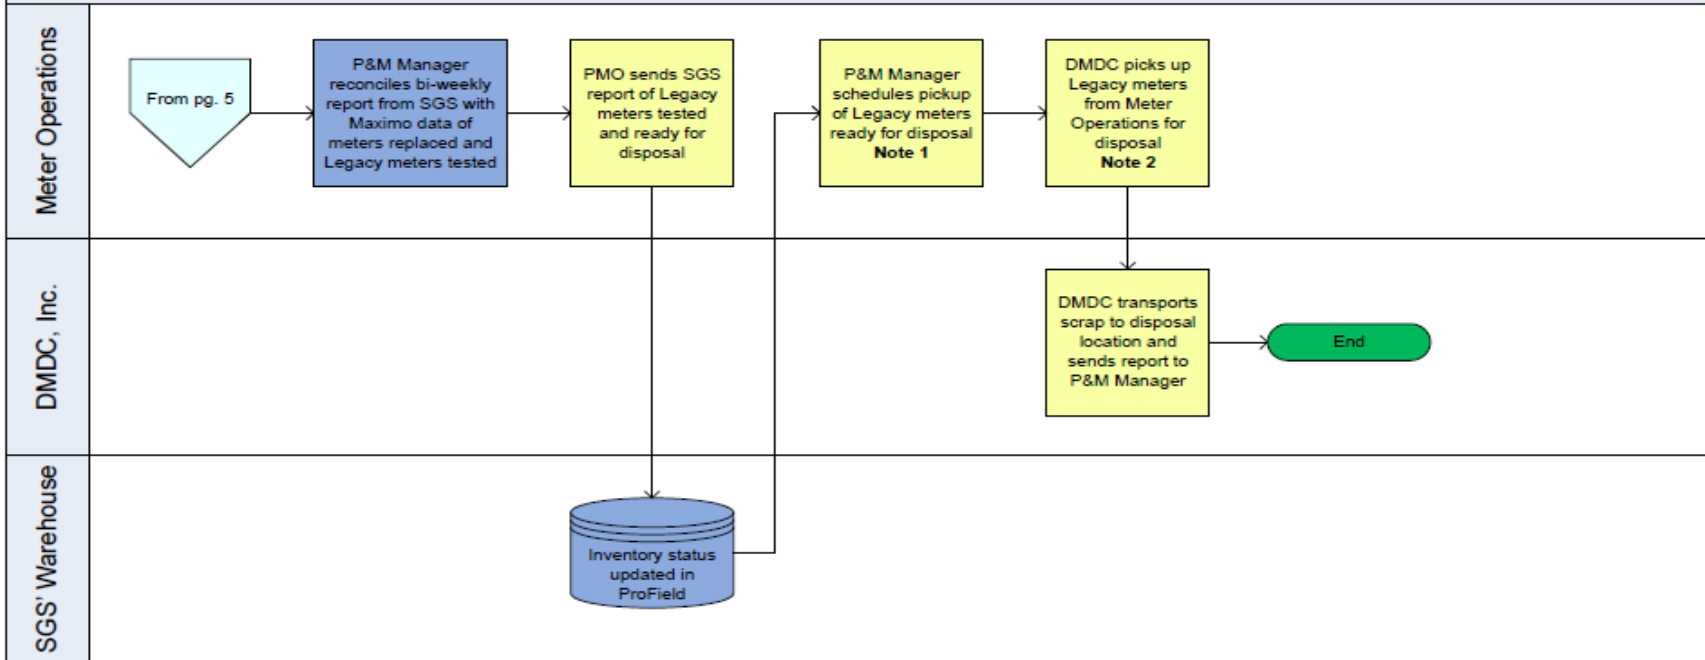 Meter Operations
From pg. 5
P&M Manager
reconciles bi-weekly
report from SGS with
Maximo data of
meters replaced and
Legacy meters tested
PMO sends SGS
report of Legacy
meters tested
and ready for
disposal
P&M Manager
schedules pickup
of Legacy meters
ready for disposal
Note 1
DMDC picks up
Legacy meters
from Meter
Operations for
disposal
Note 2
DMDC, Inc.
DMDC transports
scrap to disposal
location and
sends report to
P&M Manager
End
SGS' Warehouse
Inventory status
updated in
ProField